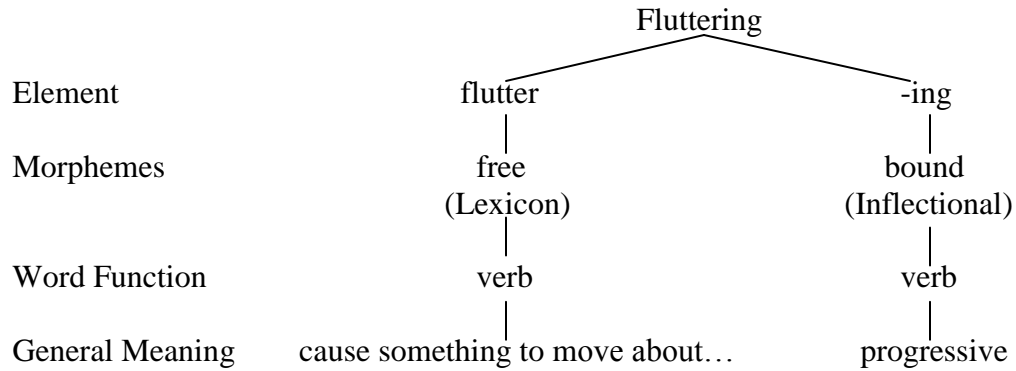 Fluttering
Element flutter -ing
Morphemes free bound
(Lexicon) (Inflectional)
Word Function verb verb
General Meaning cause something to move about… progressive